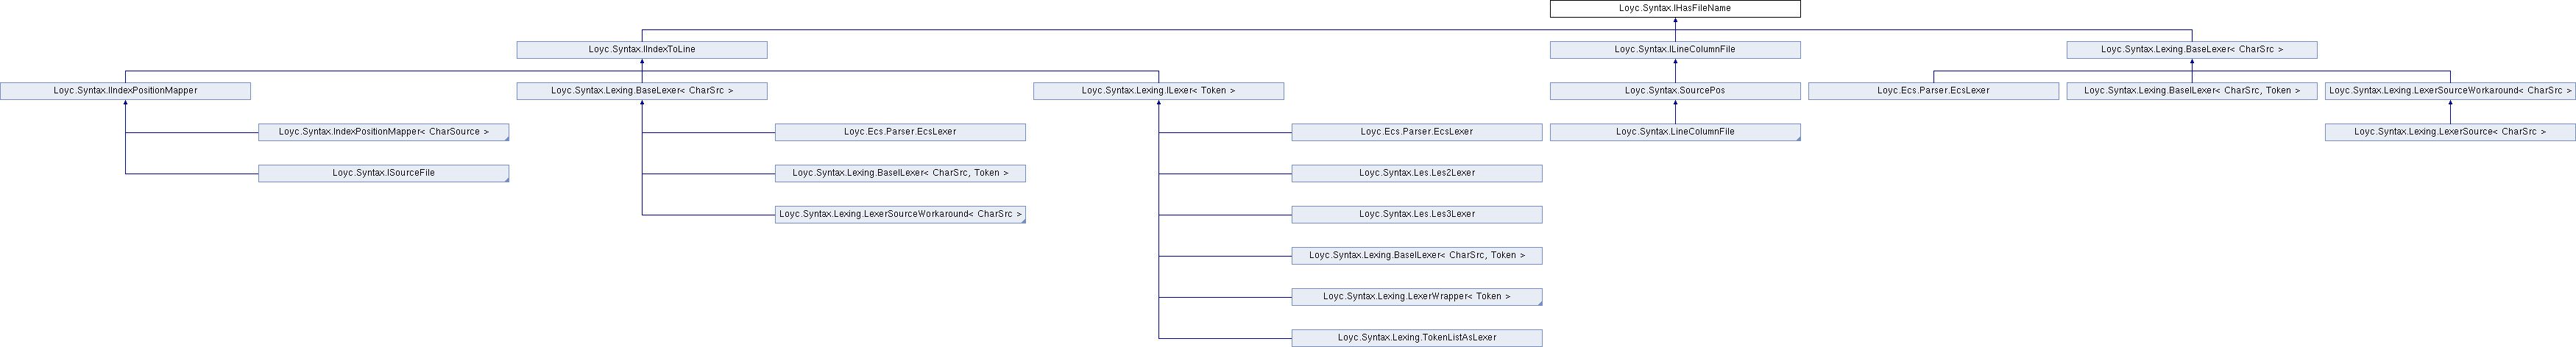 Loyc.Syntax.IHasFileName
Loyc.Syntax.IIndexToLine
Loyc.Syntax.ILineColumnFile
Loyc.Syntax.Lexing.BaseLexer< CharSrc >
Loyc.Syntax.IIndexPositionMapper
Loyc.Syntax.Lexing.BaseLexer< CharSrc >
Loyc.Syntax.Lexing.ILexer< Token >
Loyc.Syntax.SourcePos
Loyc.Ecs.Parser.EcsLexer
Loyc.Syntax.Lexing.BaseILexer< CharSrc, Token >
Loyc.Syntax.Lexing.LexerSourceWorkaround< CharSrc >
Loyc.Syntax.IndexPositionMapper< CharSource >
Loyc.Ecs.Parser.EcsLexer
Loyc.Ecs.Parser.EcsLexer
Loyc.Syntax.LineColumnFile
Loyc.Syntax.Lexing.LexerSource< CharSrc >
Loyc.Syntax.ISourceFile
Loyc.Syntax.Lexing.BaseILexer< CharSrc, Token >
Loyc.Syntax.Les.Les2Lexer
Loyc.Syntax.Lexing.LexerSourceWorkaround< CharSrc >
Loyc.Syntax.Les.Les3Lexer
Loyc.Syntax.Lexing.BaseILexer< CharSrc, Token >
Loyc.Syntax.Lexing.LexerWrapper< Token >
Loyc.Syntax.Lexing.TokenListAsLexer